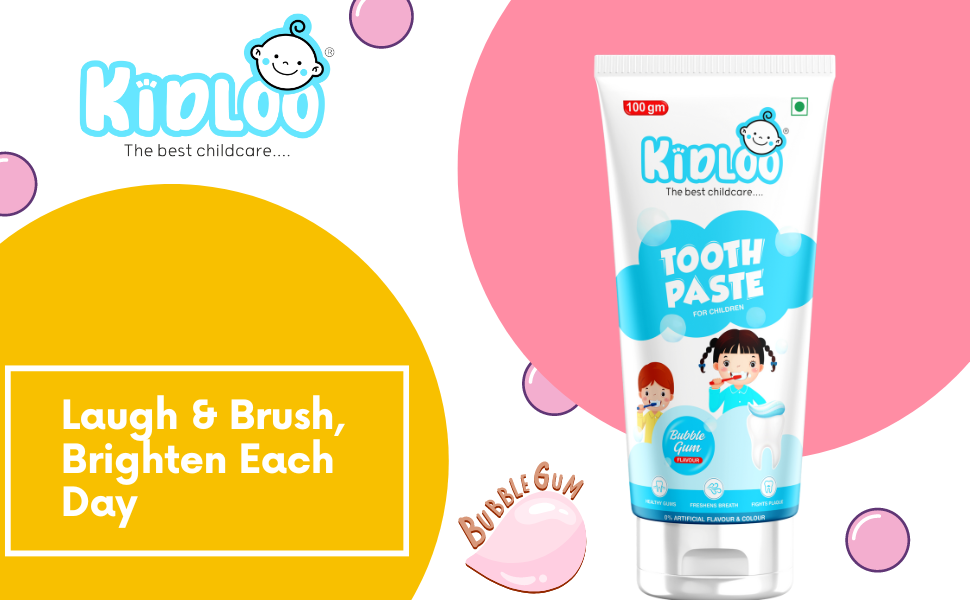 KiDLOO
®
The best childcare....
Laugh & Brush,
Brighten Each
Day
BUBBLE GUM
100 gm
KiDLOO
®
The best childcare....
TOOTH
PASTE
FOR CHILDREN
Bubble
Gum
FLAVOUR
HEALTHY GUMS FRESHENS BREATH FIGHTS PLAQUE
0% ARTIFICIAL FLAVOUR & COLOUR